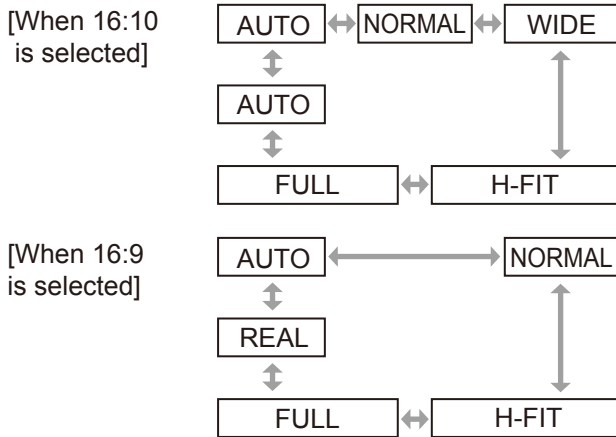 [When 16:10
is selected]
AUTO NORMAL WIDE
AUTO
FULL H-FIT
[When 16:9
is selected]
AUTO NORMAL
REAL
FULL H-FIT